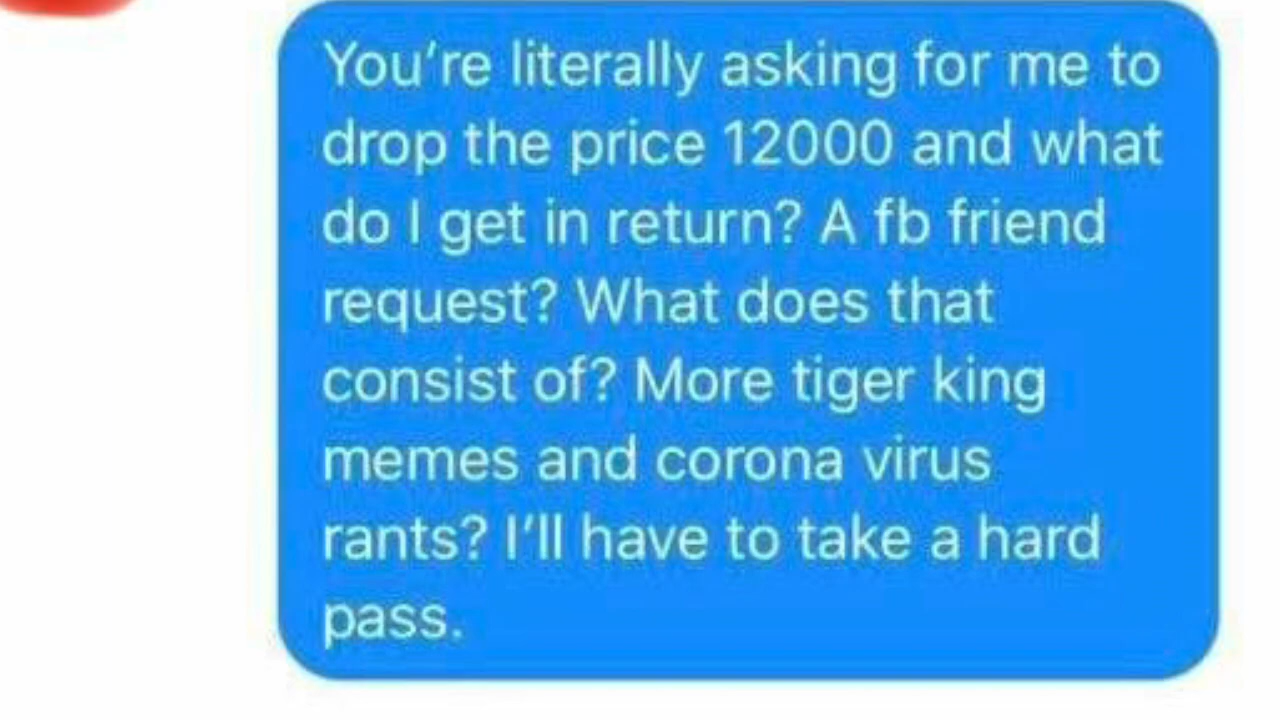 You're literally asking for me to
drop the price 12000 and what
do I get in return? A fb friend
request? What does that
consist of? More tiger king
memes and corona virus
rants? I'll have to take a hard
pass.